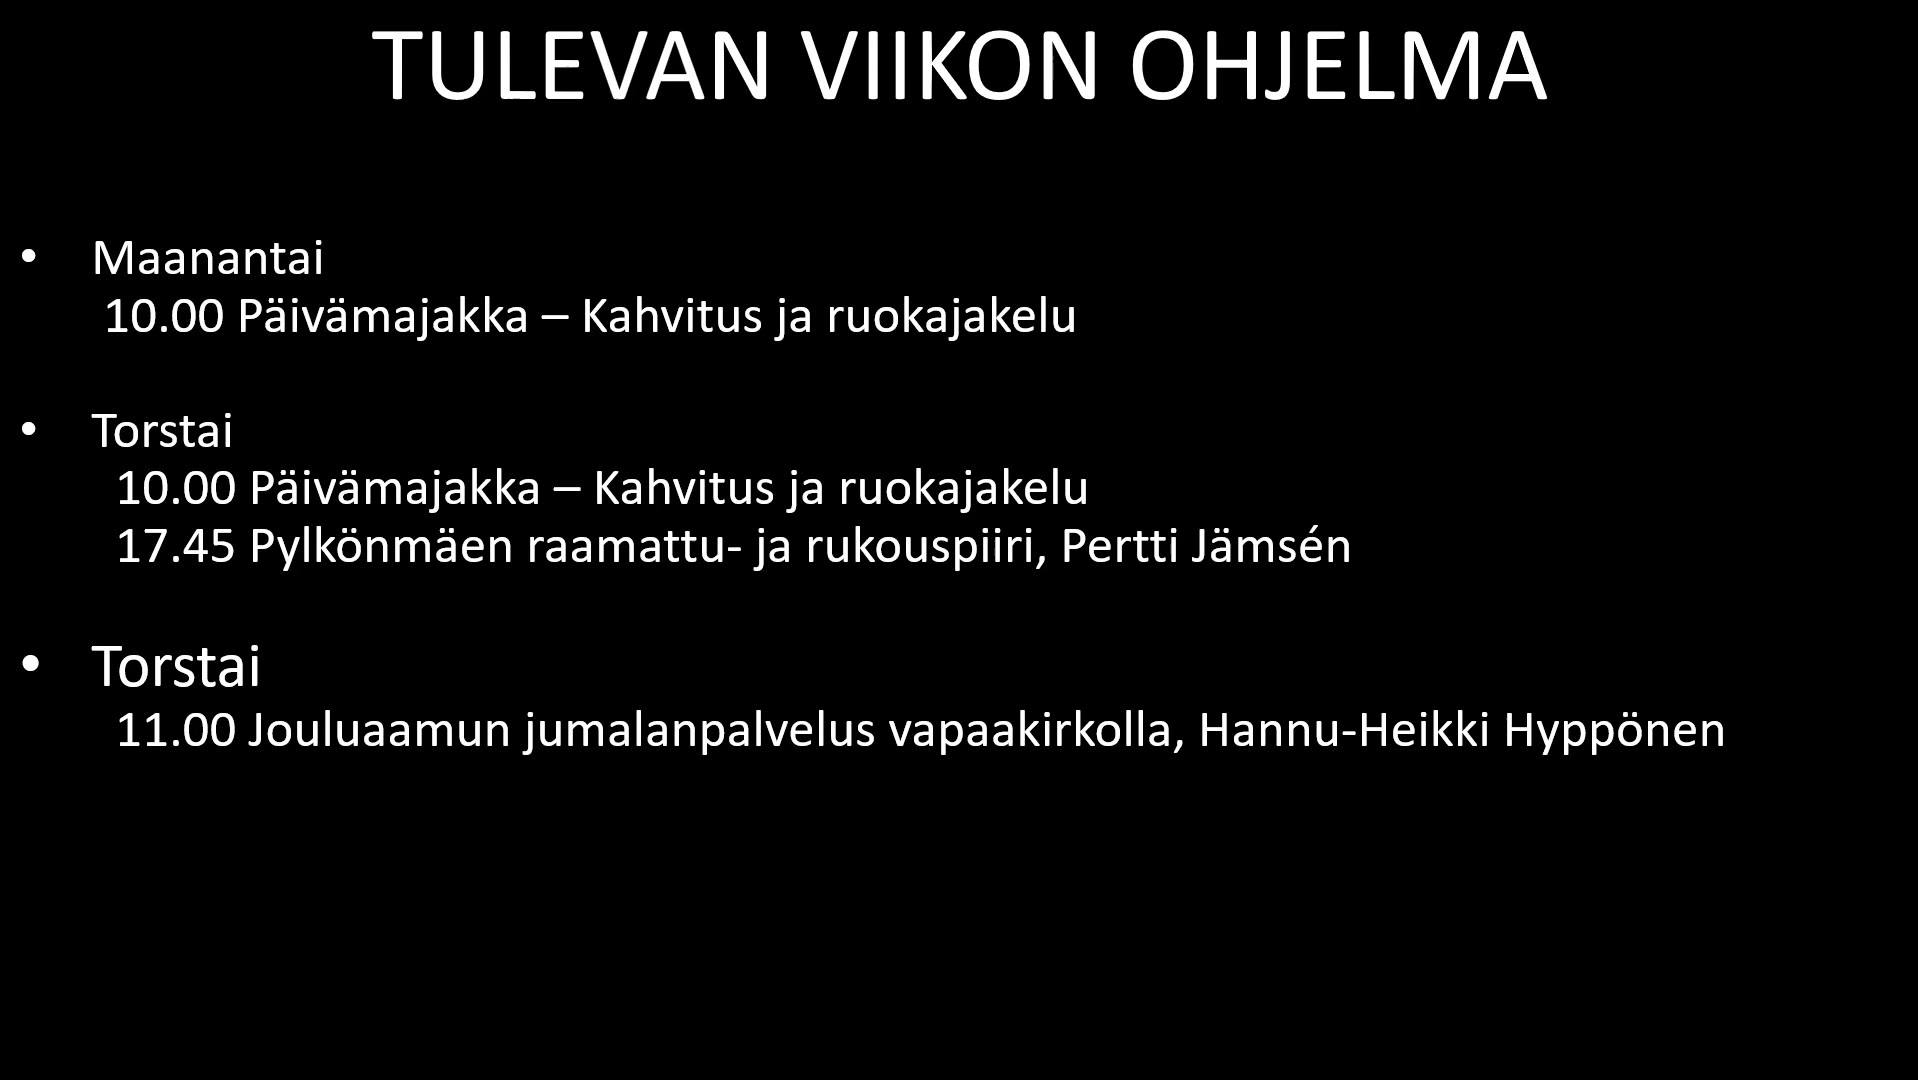 TULEVAN VIIKON OHJELMA
• Maanantai
10.00 Päivämajakka – Kahvitus ja ruokajakelu
• Torstai
10.00 Päivämajakka – Kahvitus ja ruokajakelu
17.45 Pylkönmäen raamattu- ja rukouspiiri, Pertti Jämsén
• Torstai
11.00 Jouluaamun jumalanpalvelus vapaakirkolla, Hannu-Heikki Hyppönen